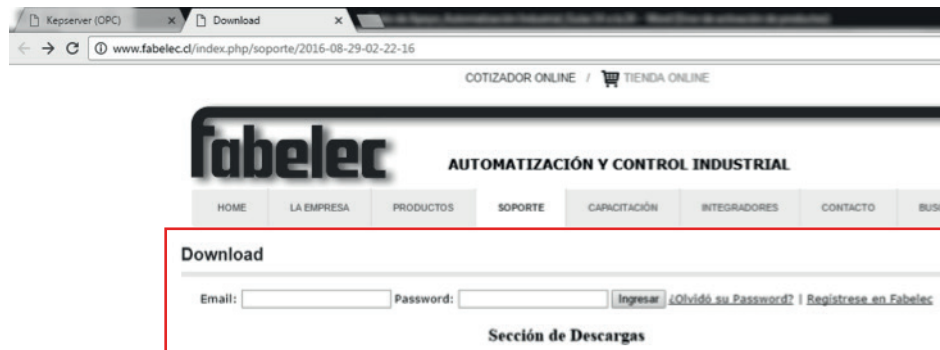 Kepserver (OPC) Download
www.fabelec.cl/index.php/soporte/2016-08-29-02-22-16
COTIZADOR ONLINE / TIENDA ONLINE
fabelec
AUTOMATIZACIÓN Y CONTROL INDUSTRIAL
HOME LA EMPRESA PRODUCTOS SOPORTE CAPACITACIÓN INTEGRADORES CONTACTO
Download
Email: Password: Ingresar ¿Olvidó su Password? | Regístrese en Fabelec
Sección de Descargas